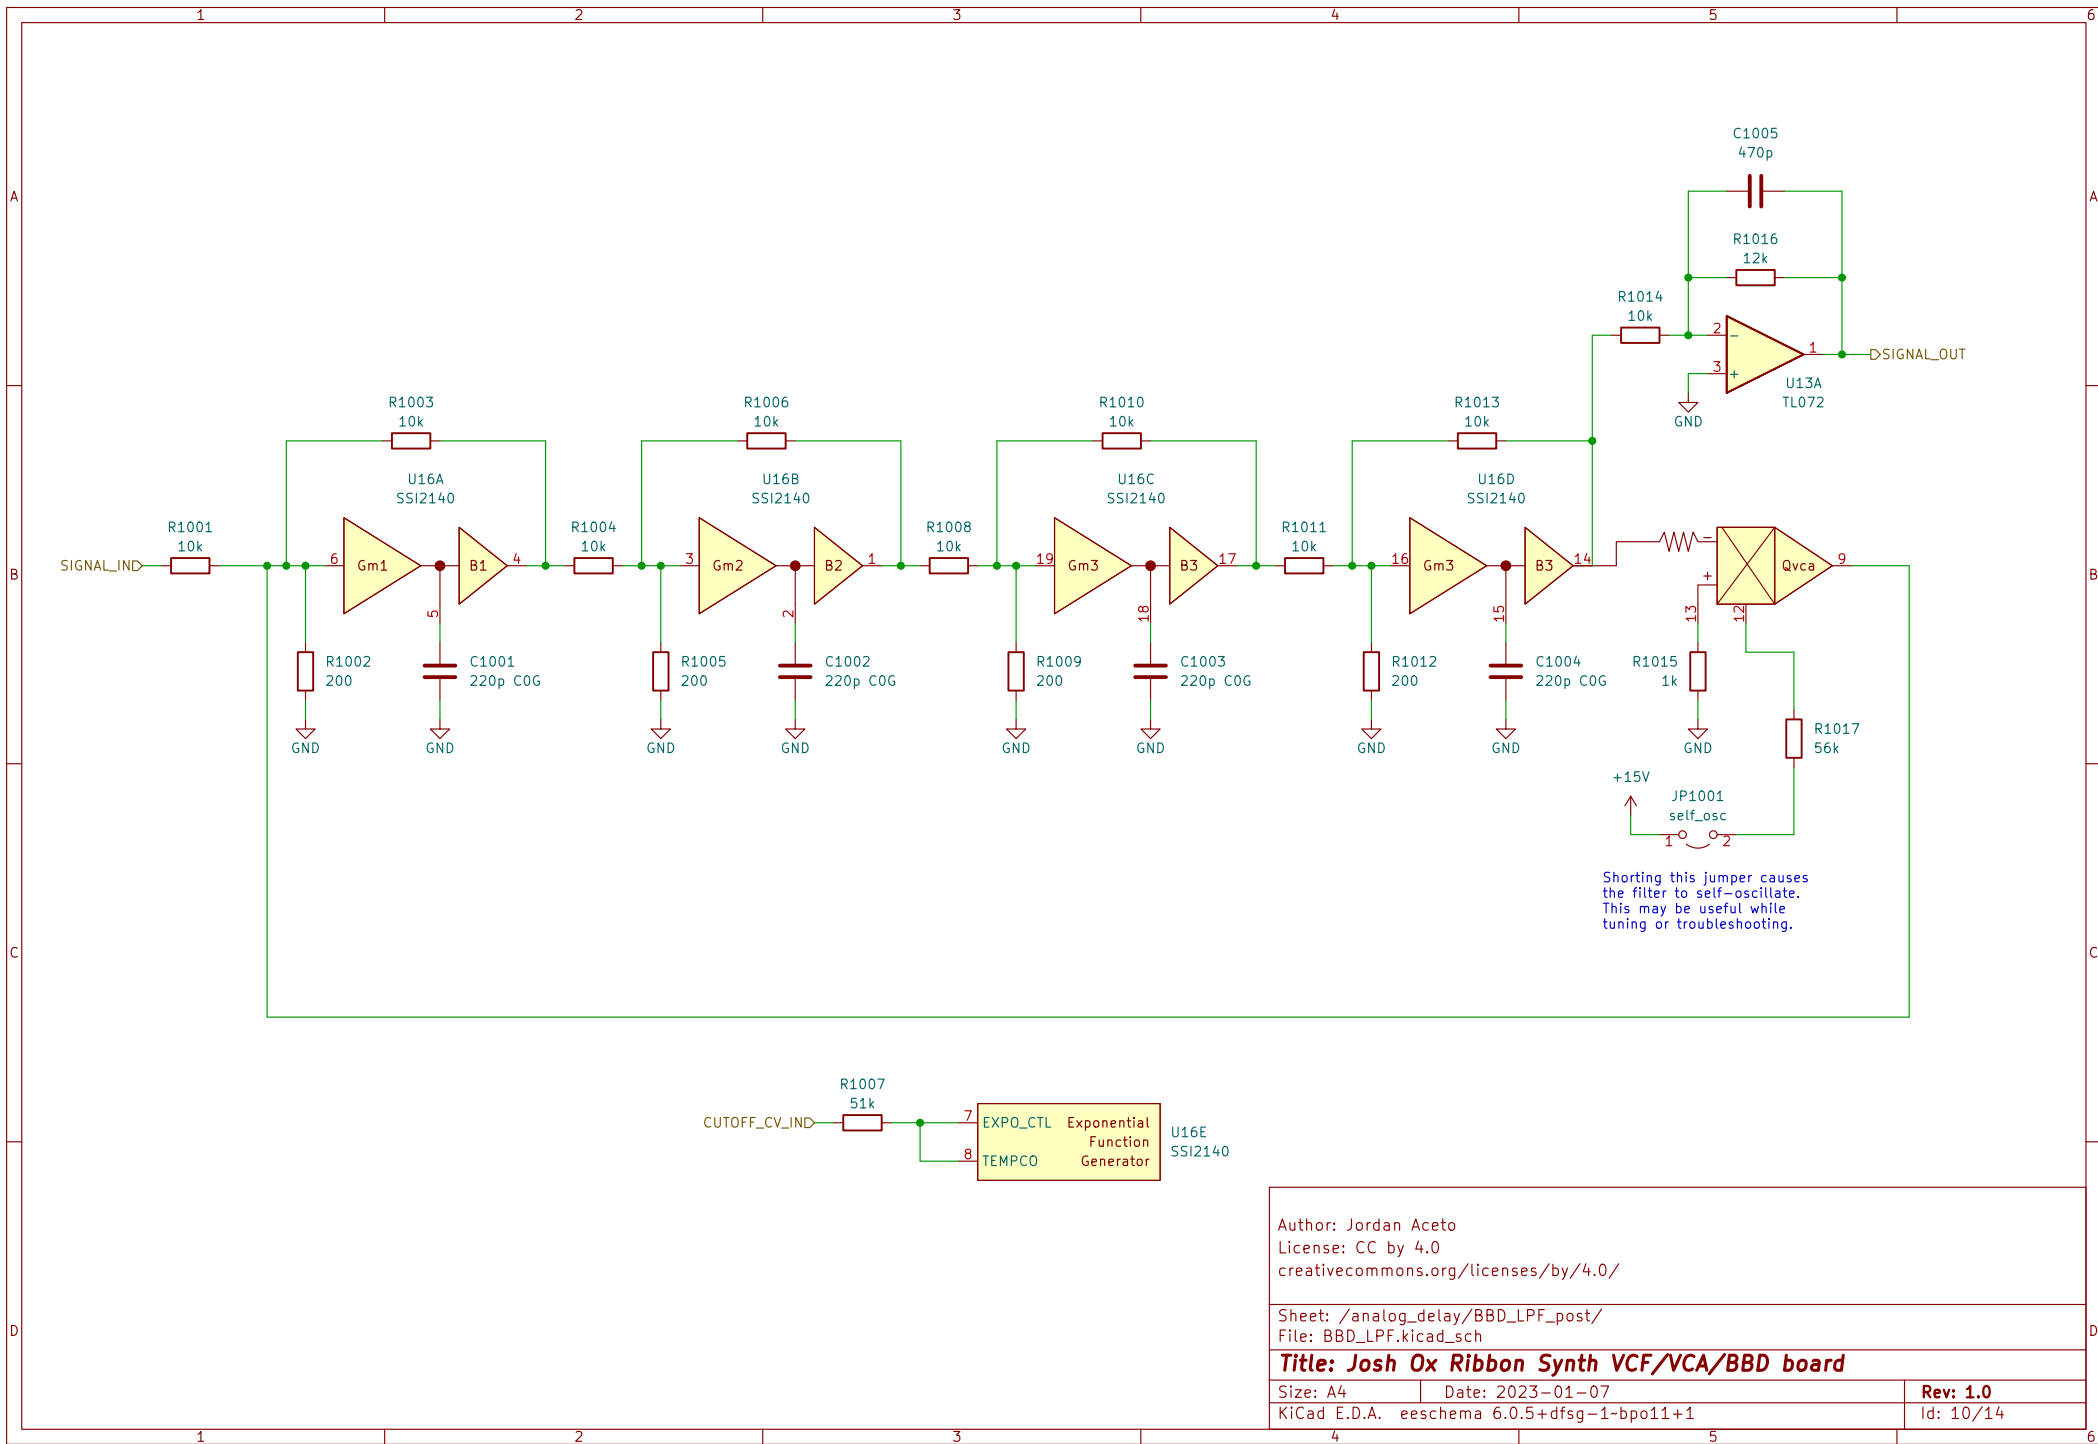 1
2
3
4
5
6
A
A
C1005
470p
R1016
12k
R1014
10k
2
−
1
SIGNAL_OUT
3
+
U13A
TL072
GND
R1003
10k
R1006
10k
R1010
10k
R1013
10k
U16A
SSI2140
U16B
SSI2140
U16C
SSI2140
U16D
SSI2140
R1001
10k
R1004
10k
R1008
10k
R1011
10k
B
B
SIGNAL_IN
6
Gm1
B1
4
3
Gm2
B2
1
19
Gm3
B3
17
16
Gm3
B3
14
−
+
Qvca
9
5
2
18
15
13
12
R1002
200
C1001
220p C0G
R1005
200
C1002
220p C0G
R1009
200
C1003
220p C0G
R1012
200
C1004
220p C0G
R1015
1k
GND
GND
GND
GND
GND
GND
GND
GND
GND
R1017
56k
+15V
JP1001
self_osc
1
2
Shorting this jumper causes
the filter to self-oscillate.
This may be useful while
tuning or troubleshooting.
C
C
R1007
51k
CUTOFF_CV_IN
7
EXPO_CTL
Exponential
Function
8
TEMPCO
Generator
U16E
SSI2140
D
D
Author: Jordan Aceto
License: CC by 4.0
creativecommons.org/licenses/by/4.0/
Sheet: /analog_delay/BBD_LPF_post/
File: BBD_LPF.kicad_sch
Title: Josh Ox Ribbon Synth VCF/VCA/BBD board
Size: A4
Date: 2023-01-07
Rev: 1.0
KiCad E.D.A. eeschema 6.0.5+dfsg-1~bpo11+1
Id: 10/14
1
2
3
4
5
6